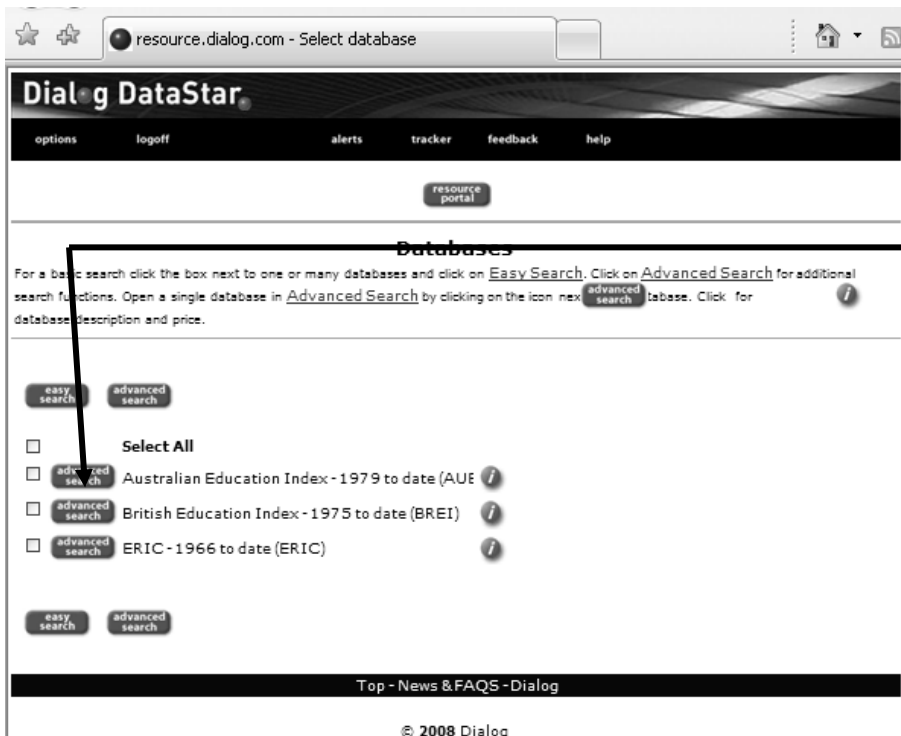 resource.dialog.com - Select database
Dialog DataStar
options logoff alerts tracker feedback help
resource portal
Databases
For a basic search click the box next to one or many databases and click on Easy Search. Click on Advanced Search for additional
search functions. Open a single database in Advanced Search by clicking on the icon nex advanced search tabase. Click for
database description and price.
easy search advanced search
Select All
advanced search Australian Education Index - 1979 to date (AUE
advanced search British Education Index - 1975 to date (BREI)
advanced search ERIC - 1966 to date (ERIC)
easy search advanced search
Top - News & FAQS - Dialog
© 2008 Dialog